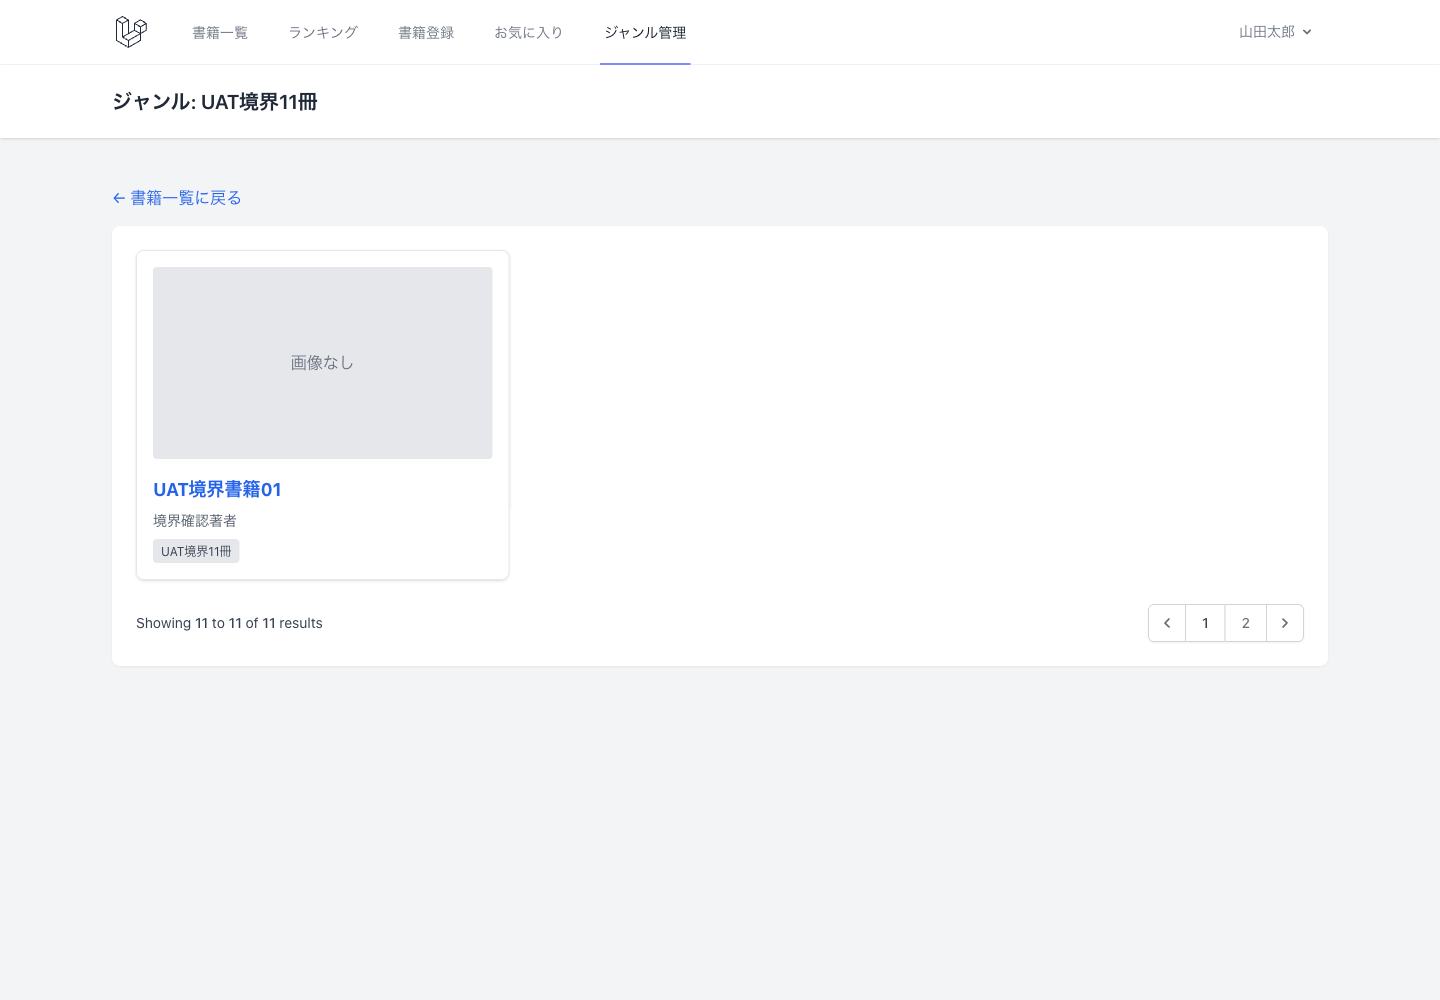 書籍一覧 ランキング 書籍登録 お気に入り ジャンル管理 山田太郎
ジャンル: UAT境界11冊
← 書籍一覧に戻る
画像なし
UAT境界書籍01
境界確認著者
UAT境界11冊
Showing 11 to 11 of 11 results
1 2